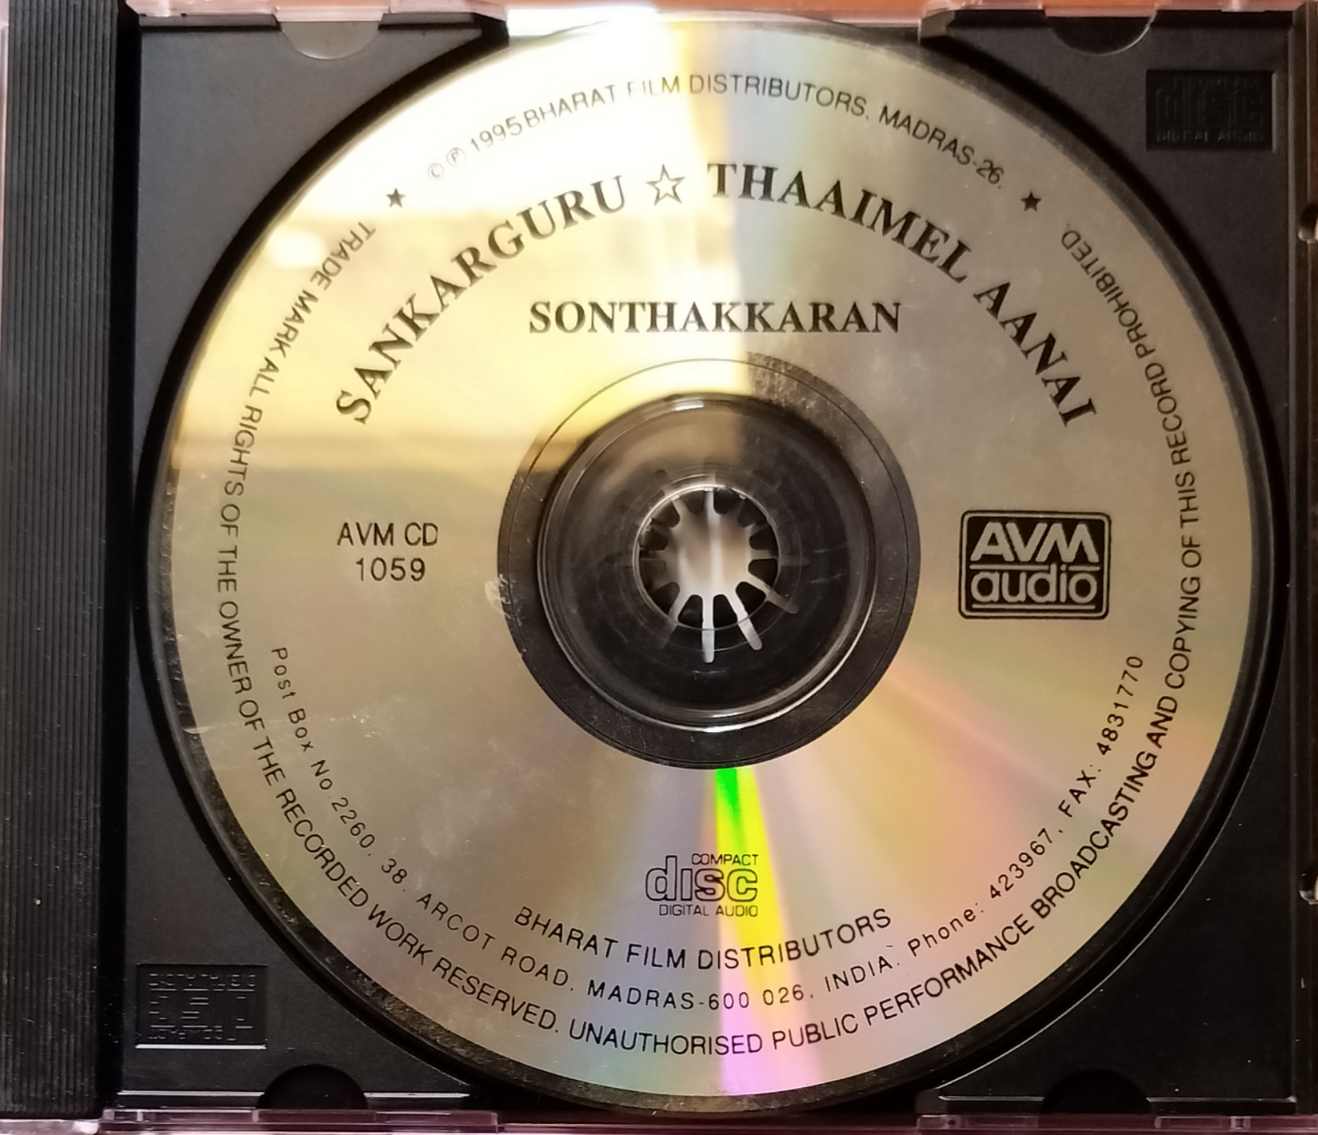 © ℗ 1995 BHARAT FILM DISTRIBUTORS, MADRAS-26.
SANKARGURU ☆ THAAIMEL AANAI
SONTHAKKARAN
AVM CD
1059
AVM
audio
COMPACT
disc
DIGITAL AUDIO
BHARAT FILM DISTRIBUTORS
Post Box No.2260, 38, ARCOT ROAD, MADRAS-600 026, INDIA. Phone: 423967, FAX: 4831770
★ TRADE MARK ALL RIGHTS OF THE OWNER OF THE RECORDED WORK RESERVED. UNAUTHORISED PUBLIC PERFORMANCE BROADCASTING AND COPYING OF THIS RECORD PROHIBITED. ★
disc
DIGITAL AUDIO